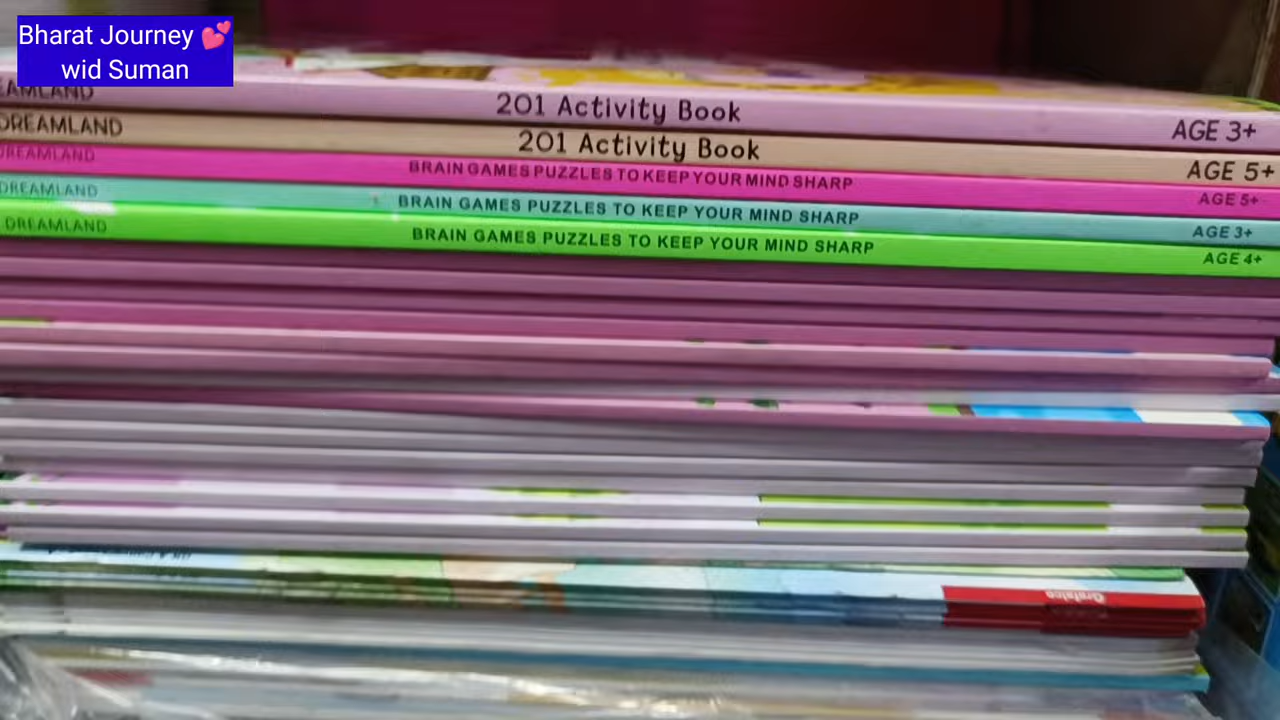 Bharat Journey 💕
wid Suman
EAMLAND 201 Activity Book AGE 3+
DREAMLAND 201 Activity Book AGE 5+
DREAMLAND BRAIN GAMES PUZZLES TO KEEP YOUR MIND SHARP AGE 5+
DREAMLAND BRAIN GAMES PUZZLES TO KEEP YOUR MIND SHARP AGE 3+
DREAMLAND BRAIN GAMES PUZZLES TO KEEP YOUR MIND SHARP AGE 4+